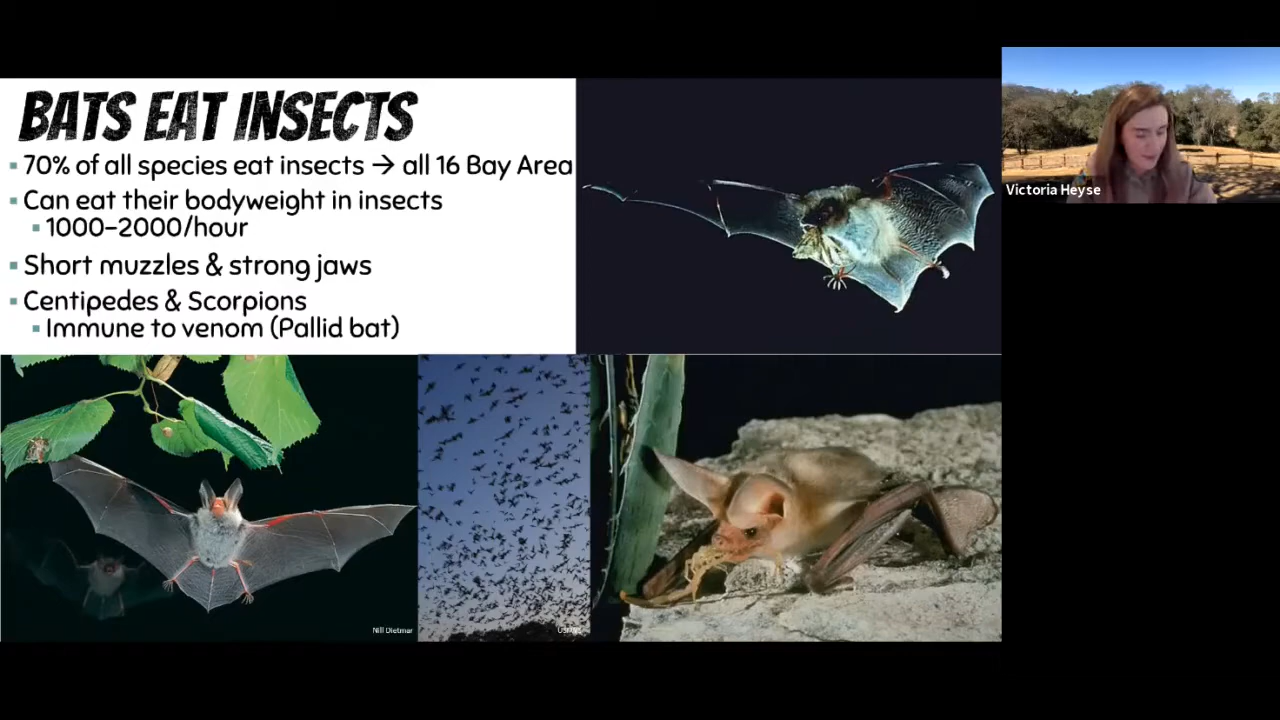 BATS EAT INSECTS
▪ 70% of all species eat insects → all 16 Bay Area
▪ Can eat their bodyweight in insects
▪ 1000-2000/hour
▪ Short muzzles & strong jaws
▪ Centipedes & Scorpions
▪ Immune to venom (Pallid bat)
Victoria Heyse
Nill Dietmar